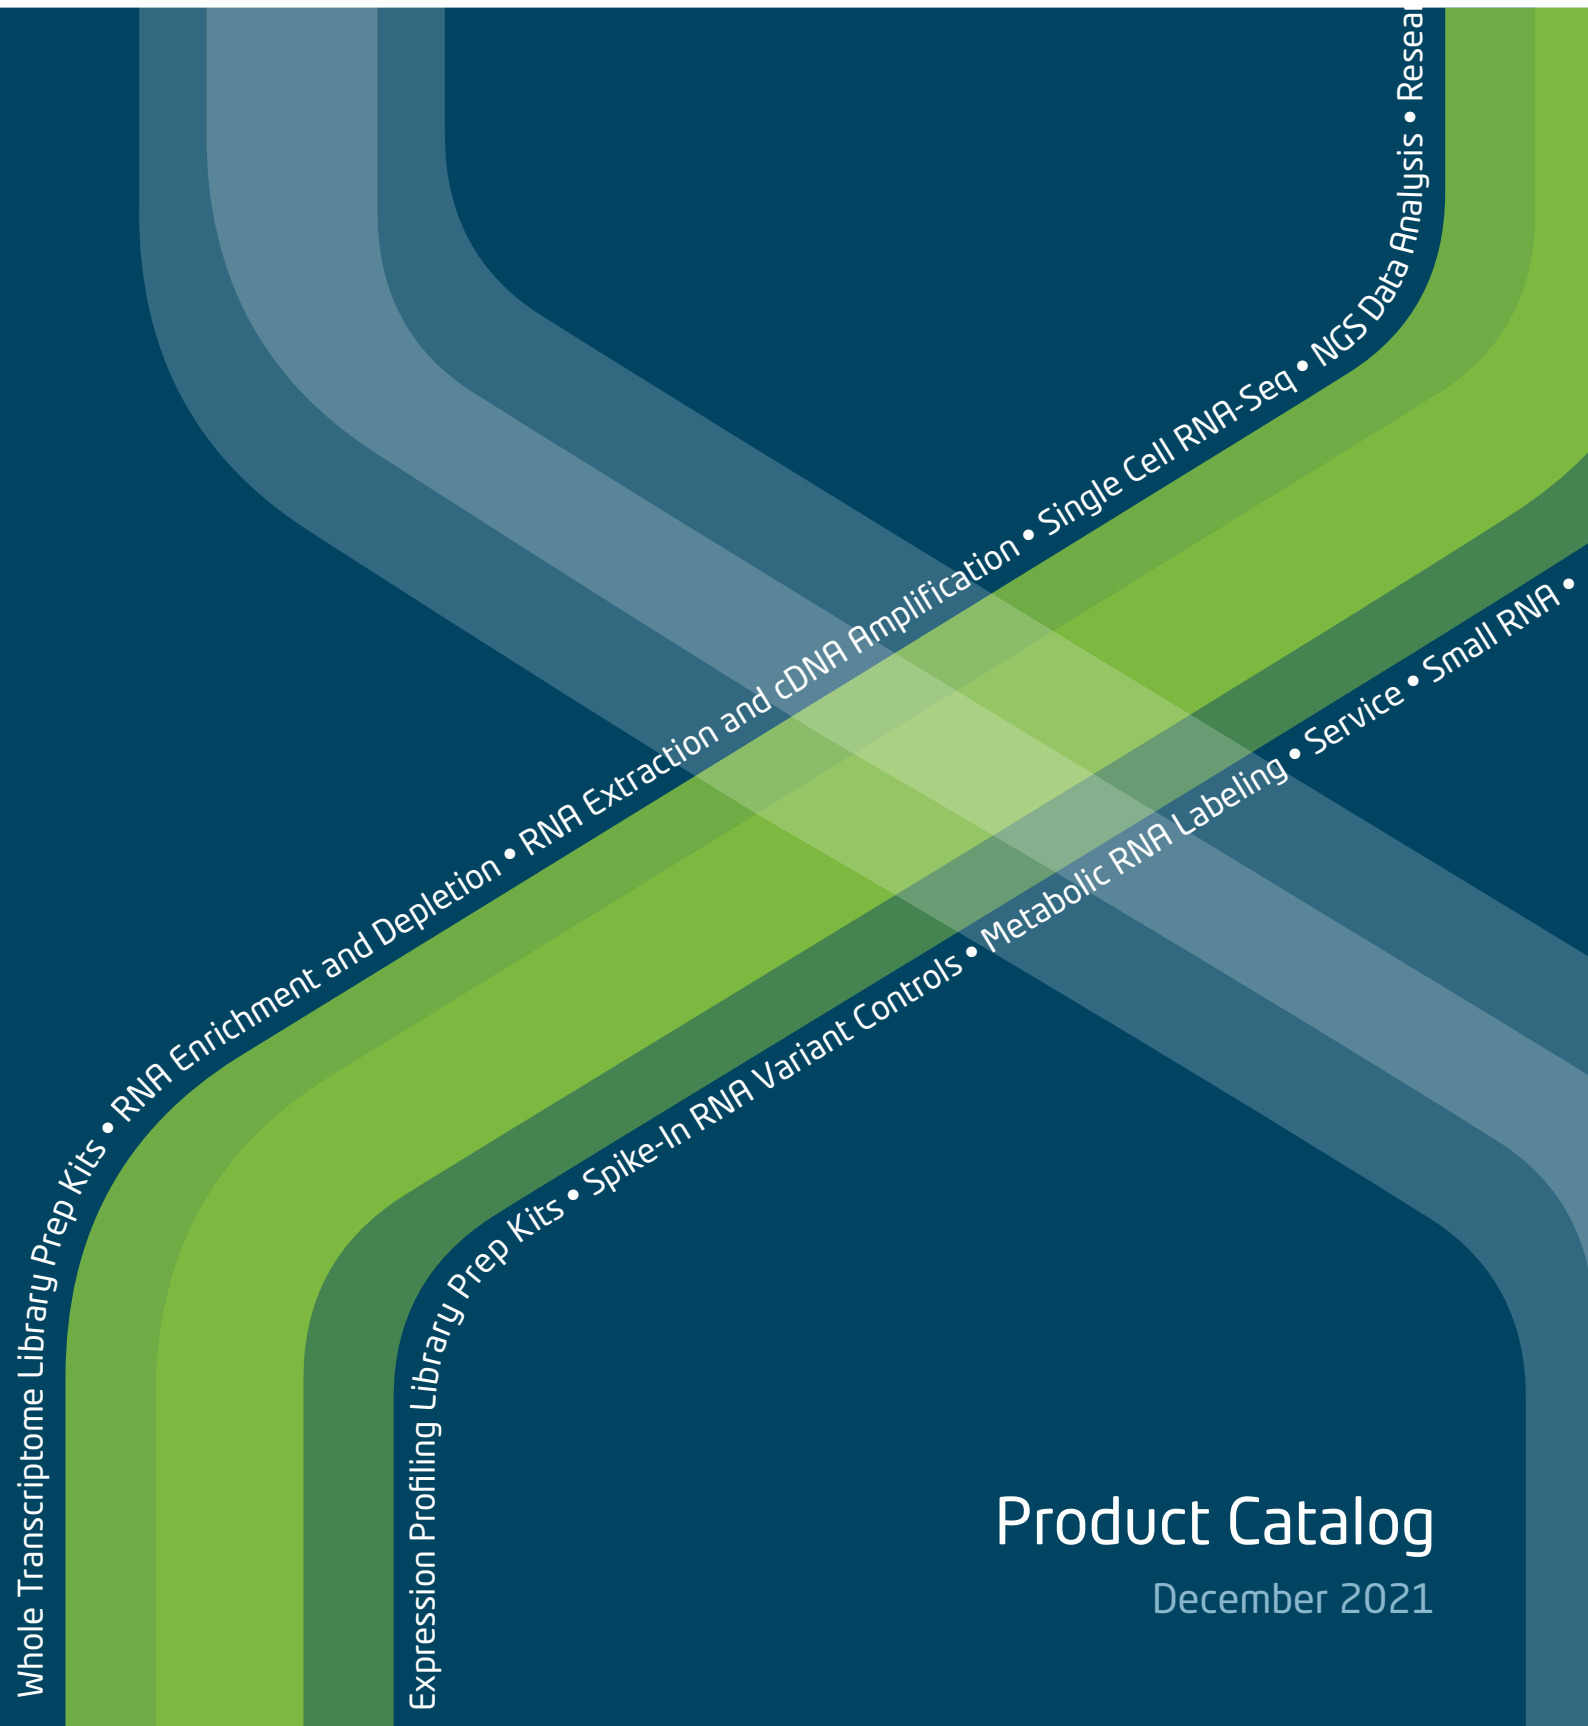 Whole Transcriptome Library Prep Kits • RNA Enrichment and Depletion • RNA Extraction and cDNA Amplification • Single Cell RNA-Seq • NGS Data Analysis •
Expression Profiling Library Prep Kits • Spike-In RNA Variant Controls • Metabolic RNA Labeling • Service • Small RNA •
Product Catalog
December 2021